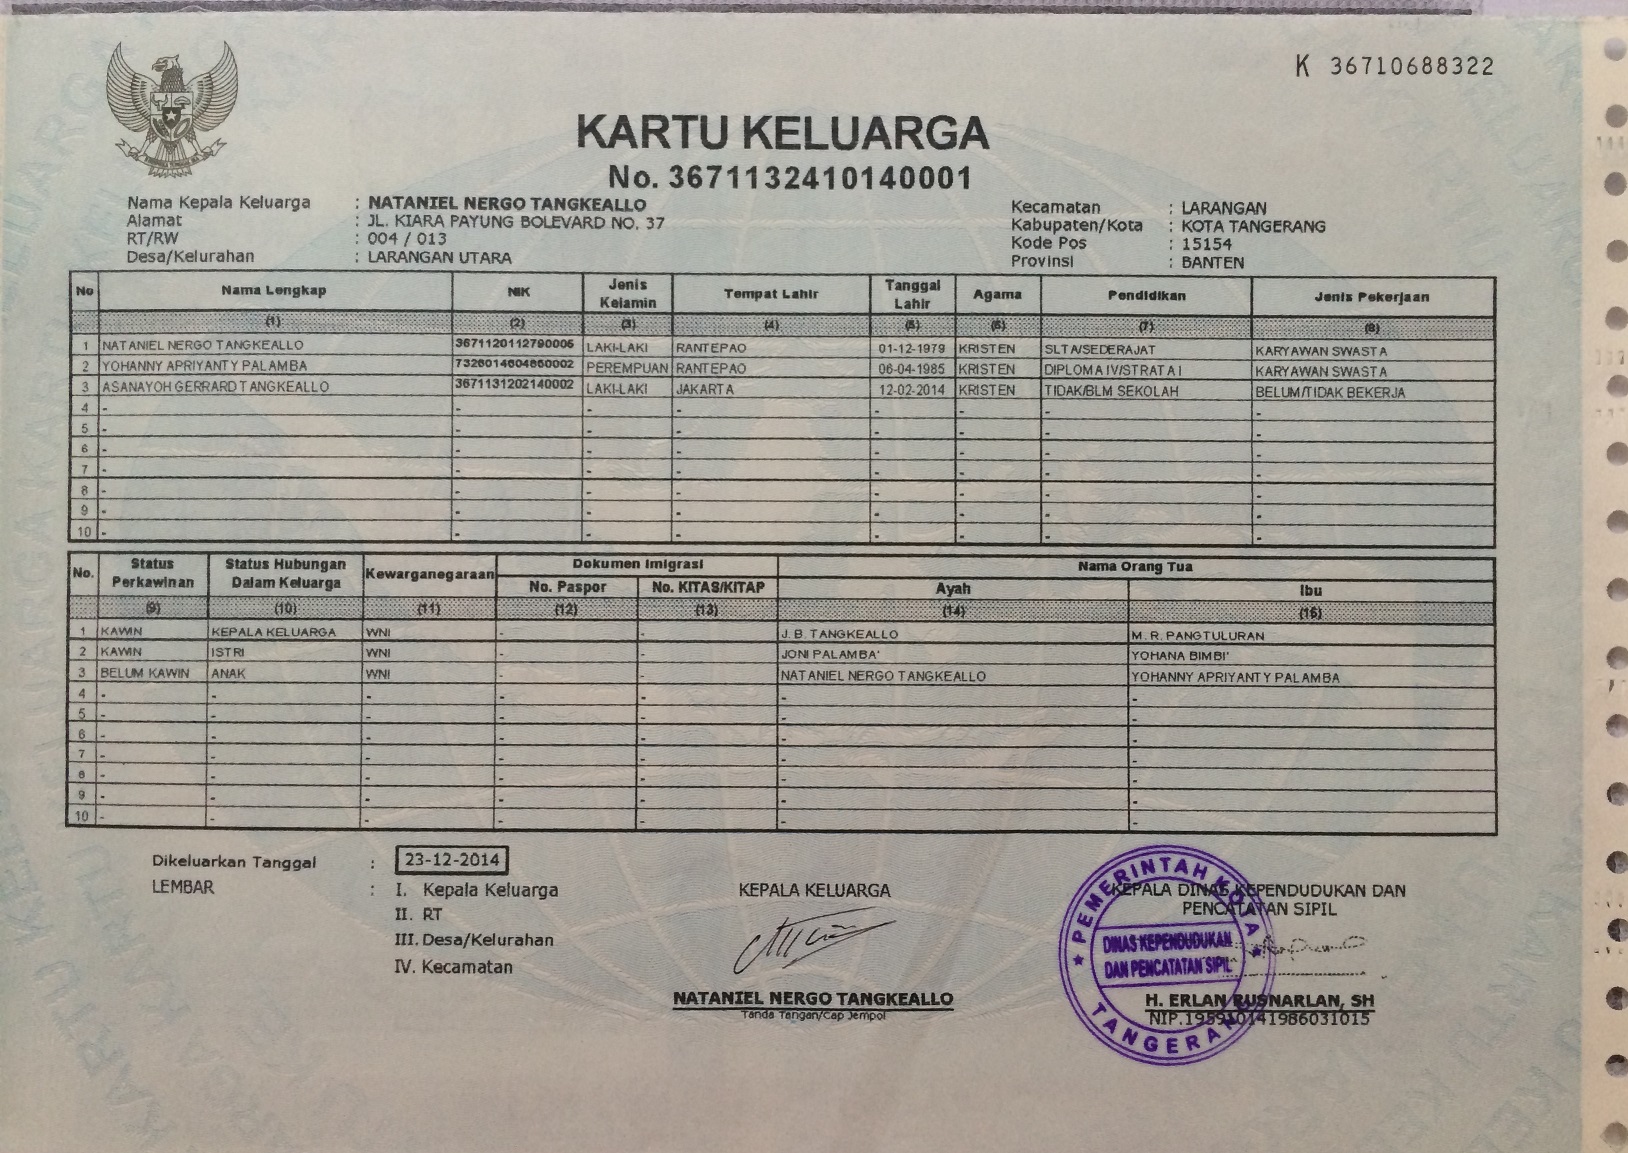 K 36710688322
KARTU KELUARGA
No. 3671132410140001
Nama Kepala Keluarga : NATANIEL NERGO TANGKEALLO
Alamat : JL. KIARA PAYUNG BOLEVARD NO. 37
RT/RW : 004 / 013
Desa/Kelurahan : LARANGAN UTARA
Kecamatan : LARANGAN
Kabupaten/Kota : KOTA TANGERANG
Kode Pos : 15154
Provinsi : BANTEN
No Nama Lengkap NIK Jenis Kelamin Tempat Lahir Tanggal Lahir Agama Pendidikan Jenis Pekerjaan
(1) (2) (3) (4) (5) (6) (7) (8)
1 NATANIEL NERGO TANGKEALLO 3671120112790006 LAKI-LAKI RANTEPAO 01-12-1979 KRISTEN SLTA/SEDERAJAT KARYAWAN SWASTA
2 YOHANNY APRIYANTY PALAMBA 7326014604850002 PEREMPUAN RANTEPAO 06-04-1985 KRISTEN DIPLOMA IV/STRATA I KARYAWAN SWASTA
3 ASANAYOH GERRARD TANGKEALLO 3671131202140002 LAKI-LAKI JAKARTA 12-02-2014 KRISTEN TIDAK/BLM SEKOLAH BELUM/TIDAK BEKERJA
4 - - - - - - - -
5 - - - - - - - -
6 - - - - - - - -
7 - - - - - - - -
8 - - - - - - - -
9 - - - - - - - -
10 - - - - - - - -
No. Status Perkawinan Status Hubungan Dalam Keluarga Kewarganegaraan Dokumen Imigrasi Nama Orang Tua
No. Paspor No. KITAS/KITAP Ayah Ibu
(9) (10) (11) (12) (13) (14) (16)
1 KAWIN KEPALA KELUARGA WNI - - J. B. TANGKEALLO M. R. PANGTULURAN
2 KAWIN ISTRI WNI - - JONI PALAMBA' YOHANA BIMBI'
3 BELUM KAWIN ANAK WNI - - NATANIEL NERGO TANGKEALLO YOHANNY APRIYANTY PALAMBA
4 - - - - - - -
5 - - - - - - -
6 - - - - - - -
7 - - - - - - -
8 - - - - - - -
9 - - - - - - -
10 - - - - - - -
Dikeluarkan Tanggal : 23-12-2014
LEMBAR : I. Kepala Keluarga
II. RT
III. Desa/Kelurahan
IV. Kecamatan
KEPALA KELUARGA
NATANIEL NERGO TANGKEALLO
Tanda Tangan/Cap Jempol
KEPALA DINAS KEPENDUDUKAN DAN
PENCATATAN SIPIL
H. ERLAN RUSNARLAN, SH
NIP.195910141986031015
PEMERINTAH KOTA
DINAS KEPENDUDUKAN
DAN PENCATATAN SIPIL
TANGERANG